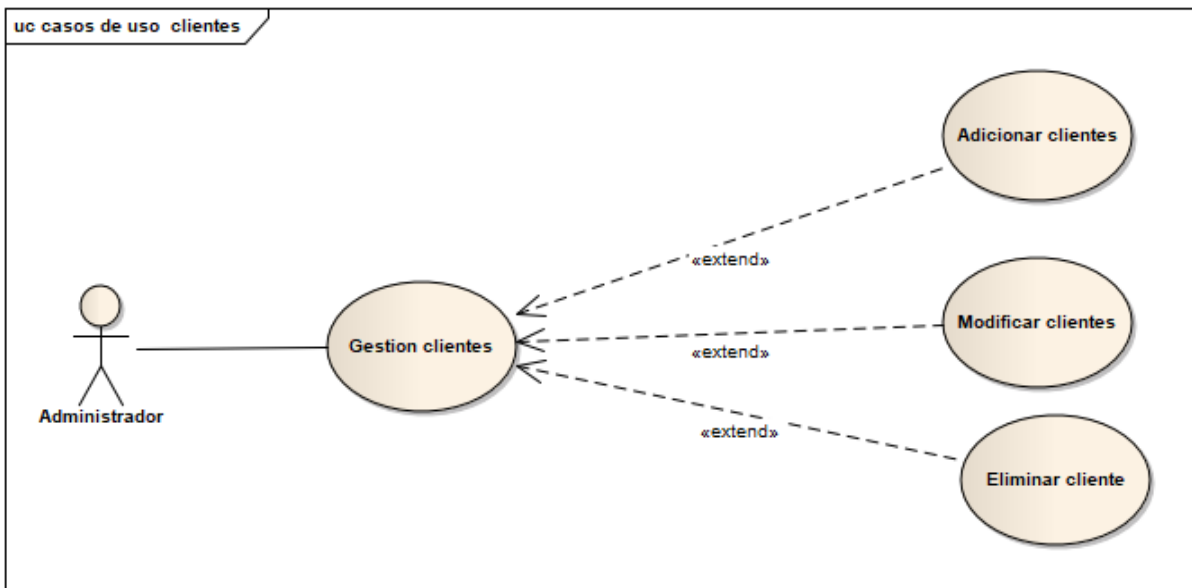 uc casos de uso  clientes
Adicionar clientes
«extend»
Modificar clientes
Gestion clientes
«extend»
Administrador
«extend»
Eliminar cliente